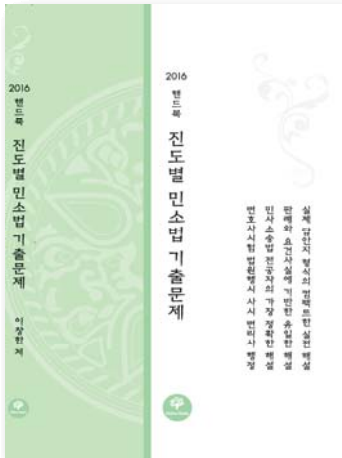 2016
핸드북
진도별 민소법 기출문제
이창한 저
2016
핸드북
진도별 민소법 기출문제
실제 답안지 형식의 컴팩트한 실전 해설
판례와 요건사실에 기반한 유일한 해설
민사소송법 전공자의 가장 정확한 해설
변호사시험 법원행시 사시 변리사 행정